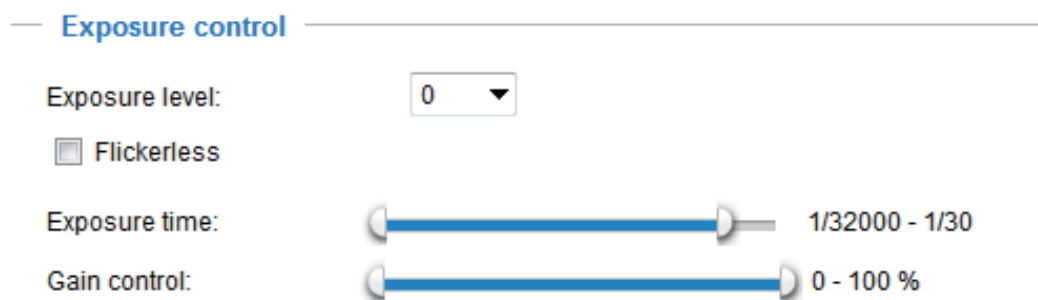 Exposure control
Exposure level: 0
Flickerless
Exposure time: 1/32000 - 1/30
Gain control: 0 - 100 %